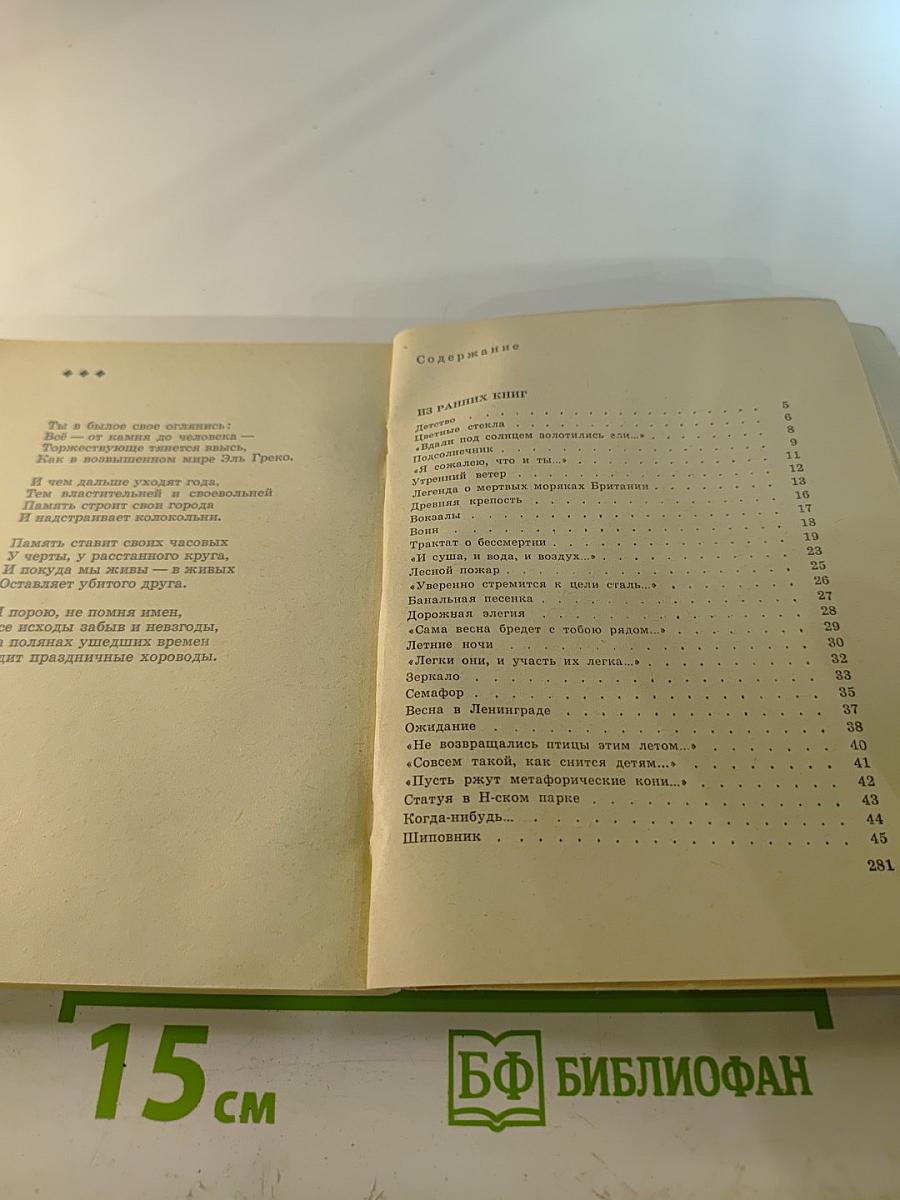 ***
Ты в былое свое оглянись:
Всё — от камня до человека —
Торжествующе тянется ввысь,
Как в возвышенном мире Эль Греко.
И чем дальше уходят года,
Тем властительней и своевольней
Память строит свои города
И надстраивает колокольни.
Память ставит своих часовых
У черты, у расстанного круга,
И покуда мы живы — в живых
Оставляет убитого друга.
порою, не помня имен,
исходы забыв и невзгоды,
полянах ушедших времен
праздничные хороводы.
Содержание
ИЗ РАННИХ КНИГ
Детство . . . 5
Цветные стекла . . . 6
«Вдали под солнцем золотились ели...» . . . 8
Подсолнечник . . . 9
«Я сожалею, что и ты...» . . . 11
Утренний ветер . . . 12
Легенда о мертвых моряках Британии . . . 13
Древняя крепость . . . 16
Вокзалы . . . 17
Воин . . . 18
Трактат о бессмертии . . . 19
«И суша, и вода, и воздух...» . . . 23
Лесной пожар . . . 25
«Уверенно стремится к цели сталь...» . . . 26
Банальная песенка . . . 27
Дорожная элегия . . . 28
«Сама весна бредет с тобою рядом...» . . . 29
Летние ночи . . . 30
«Легки они, и участь их легка...» . . . 32
Зеркало . . . 33
Семафор . . . 35
Весна в Ленинграде . . . 37
Ожидание . . . 38
«Не возвращались птицы этим летом...» . . . 40
«Совсем такой, как снится детям...» . . . 41
«Пусть ржут метафорические кони...» . . . 42
Статуя в Н-ском парке . . . 43
Когда-нибудь... . . . 44
Шиповник . . . 45
281
15 см
БФ БИБЛИОФАН